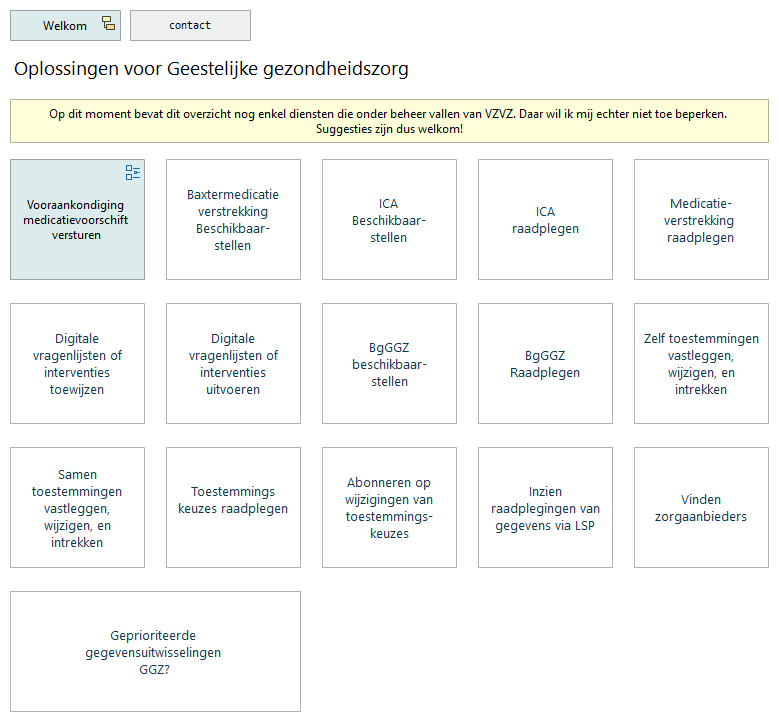 Welkom
contact
Oplossingen voor Geestelijke gezondheidszorg
Op dit moment bevat dit overzicht nog enkel diensten die onder beheer vallen van VZVZ. Daar wil ik mij echter niet toe beperken.
Suggesties zijn dus welkom!
Vooraankondiging
medicatievoorschift
versturen
Baxtermedicatie
verstrekking
Beschikbaar-
stellen
ICA
Beschikbaar-
stellen
ICA
raadplegen
Medicatie-
verstrekking
raadplegen
Digitale
vragenlijsten of
interventies
toewijzen
Digitale
vragenlijsten of
interventies
uitvoeren
BgGGZ
beschikbaar-
stellen
BgGGZ
Raadplegen
Zelf toestemmingen
vastleggen,
wijzigen, en
intrekken
Samen
toestemmingen
vastleggen,
wijzigen, en
intrekken
Toestemmings
keuzes raadplegen
Abonneren op
wijzigingen van
toestemmings-
keuzes
Inzien
raadplegingen van
gegevens via LSP
Vinden
zorgaanbieders
Geprioriteerde
gegevensuitwisselingen
GGZ?